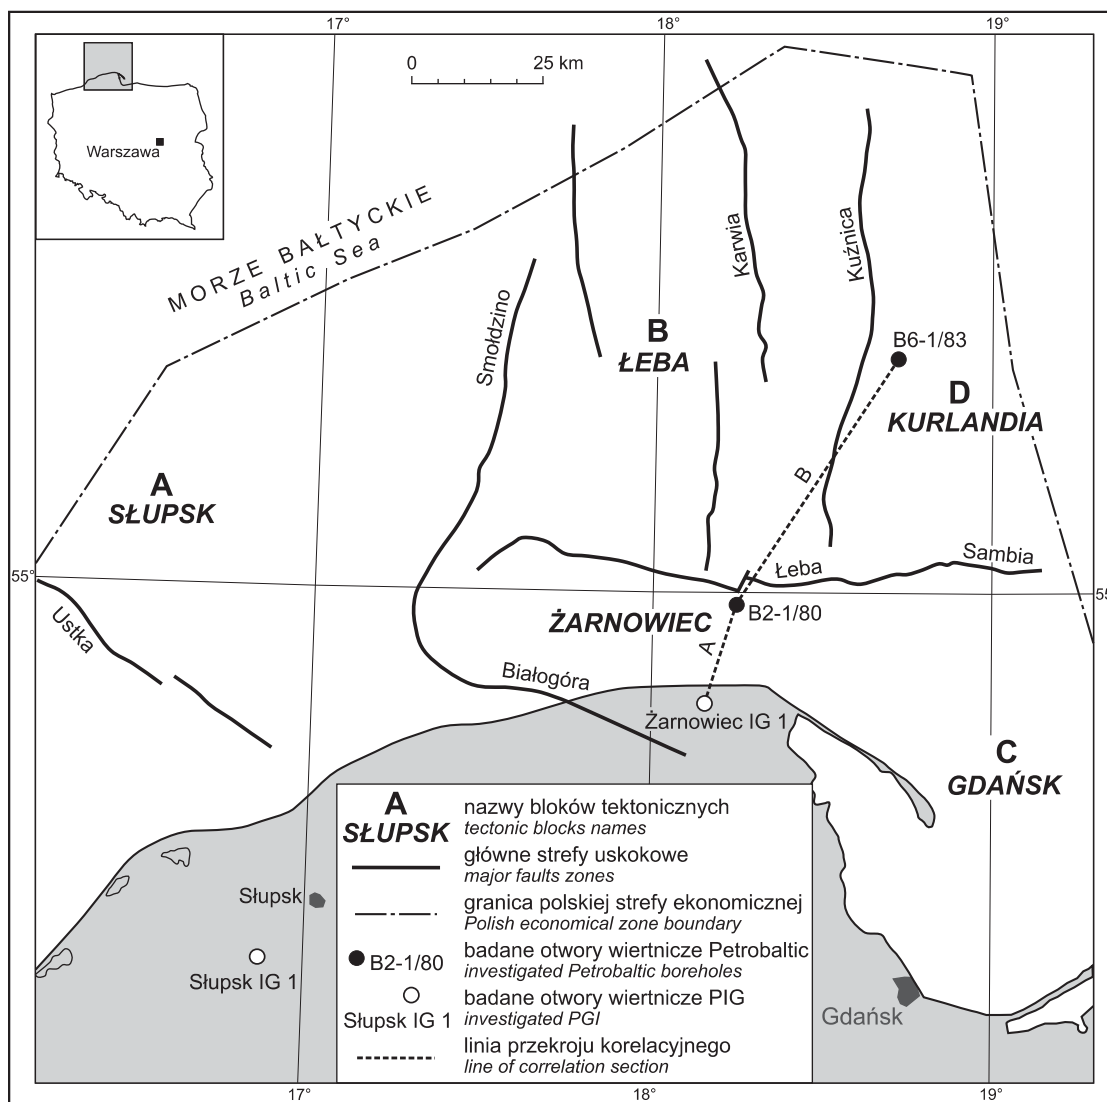 17°
18°
19°
0
25 km
Warszawa
MORZE BAŁTYCKIE
Baltic Sea
Karwia
Kuźnica
Smołdzino
B
ŁEBA
B6-1/83
D
KURLANDIA
A
SŁUPSK
B
Sambia
Łeba
55°
55
Ustka
ŻARNOWIEC
B2-1/80
A
Białogóra
Żarnowiec IG 1
C
GDAŃSK
A
SŁUPSK
nazwy bloków tektonicznych
tectonic blocks names
główne strefy uskokowe
major faults zones
granica polskiej strefy ekonomicznej
Polish economical zone boundary
B2-1/80
badane otwory wiertnicze Petrobaltic
investigated Petrobaltic boreholes
Słupsk IG 1
badane otwory wiertnicze PIG
investigated PGI
linia przekroju korelacyjnego
line of correlation section
Słupsk
Słupsk IG 1
Gdańsk
17°
18°
19°